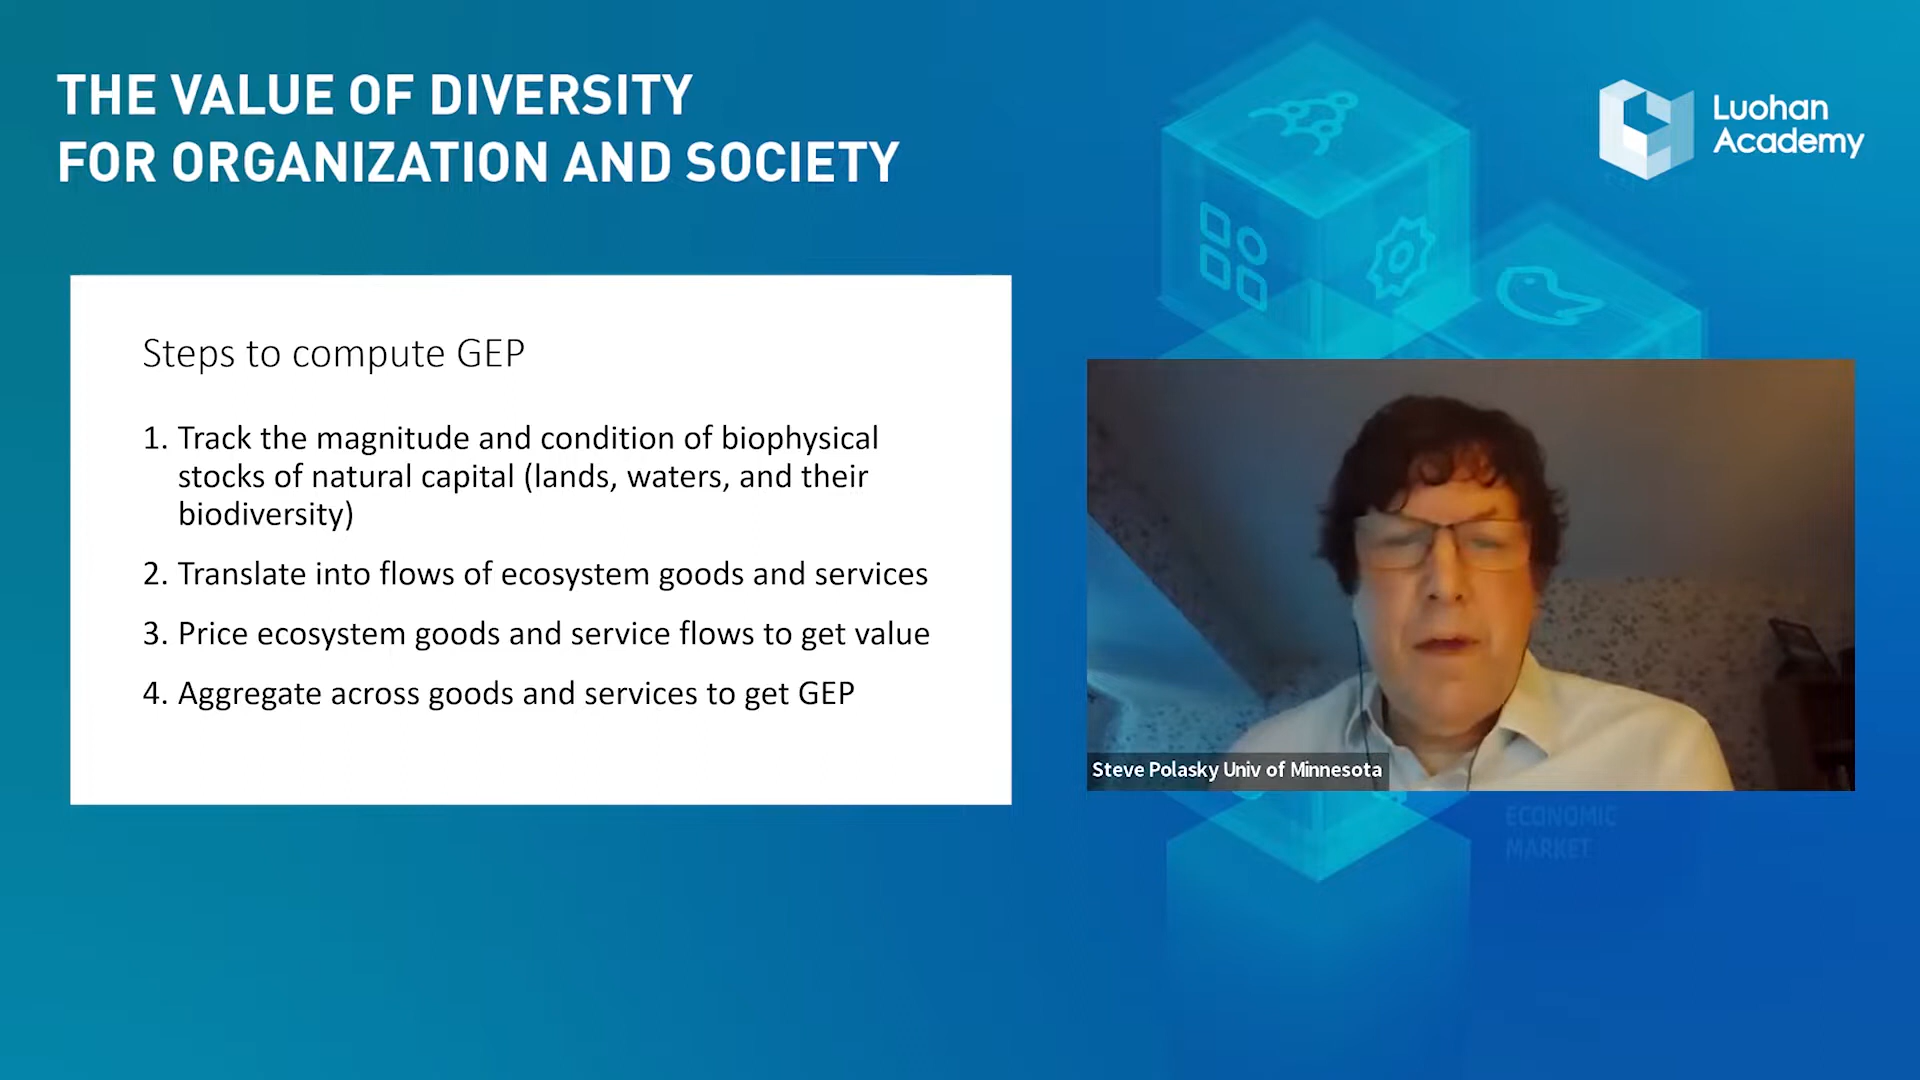 THE VALUE OF DIVERSITY
FOR ORGANIZATION AND SOCIETY
Luohan
Academy
Steps to compute GEP
1. Track the magnitude and condition of biophysical
stocks of natural capital (lands, waters, and their
biodiversity)
2. Translate into flows of ecosystem goods and services
3. Price ecosystem goods and service flows to get value
4. Aggregate across goods and services to get GEP
Steve Polasky Univ of Minnesota
ECONOMIC
MARKET